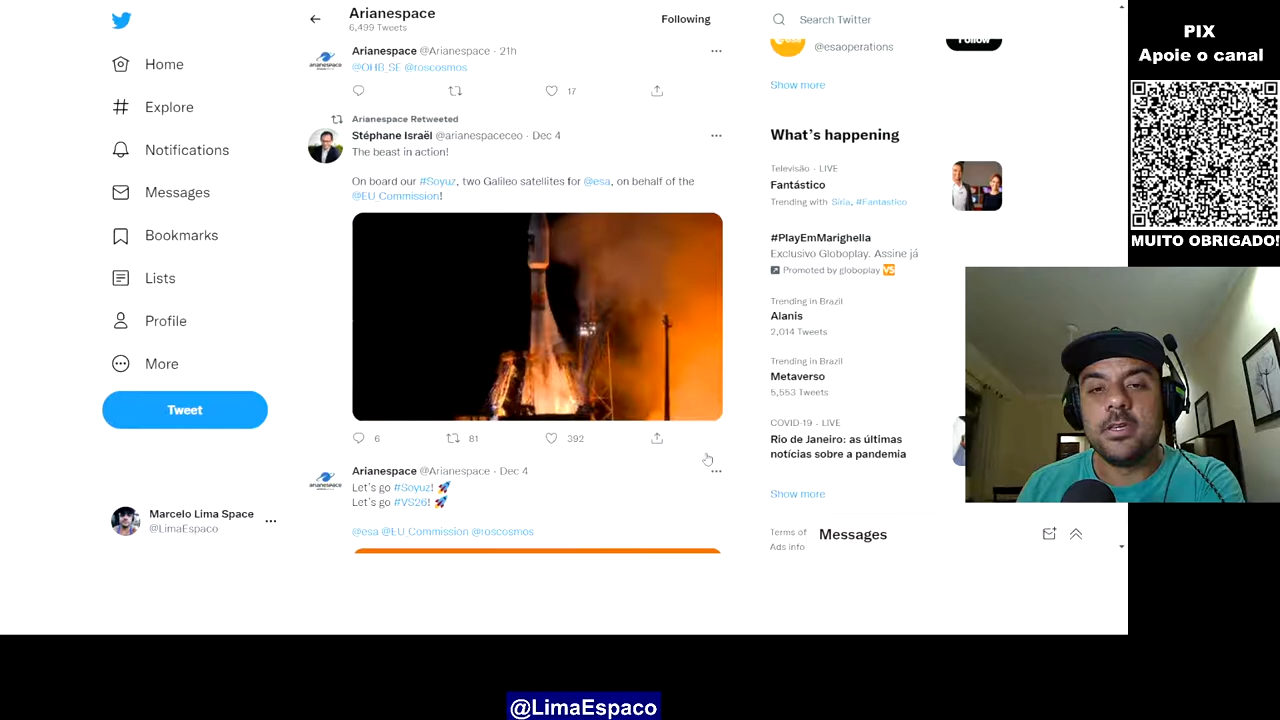 Arianespace
6,499 Tweets
Following
Home
Explore
Notifications
Messages
Bookmarks
Lists
Profile
More
Tweet
Marcelo Lima Space
@LimaEspaco
Arianespace @Arianespace · 21h
@OHB_SE @roscosmos
17
Arianespace Retweeted
Stéphane Israël @arianespaceceo · Dec 4
The beast in action!
On board our #Soyuz, two Galileo satellites for @esa, on behalf of the
@EU_Commission!
6
81
392
Arianespace @Arianespace · Dec 4
Let's go #Soyuz! 🚀
Let's go #VS26! 🚀
@esa @EU_Commission @roscosmos
Search Twitter
@esaoperations
Follow
Show more
What's happening
Televisão · LIVE
Fantástico
Trending with Síria, #Fantastico
#PlayEmMarighella
Exclusivo Globoplay. Assine já
Promoted by globoplay 🆚
Trending in Brazil
Alanis
2,014 Tweets
Trending in Brazil
Metaverso
5,553 Tweets
COVID-19 · LIVE
Rio de Janeiro: as últimas
notícias sobre a pandemia
Show more
Terms of
Ads info
Messages
PIX
Apoie o canal
MUITO OBRIGADO!
@LimaEspaco